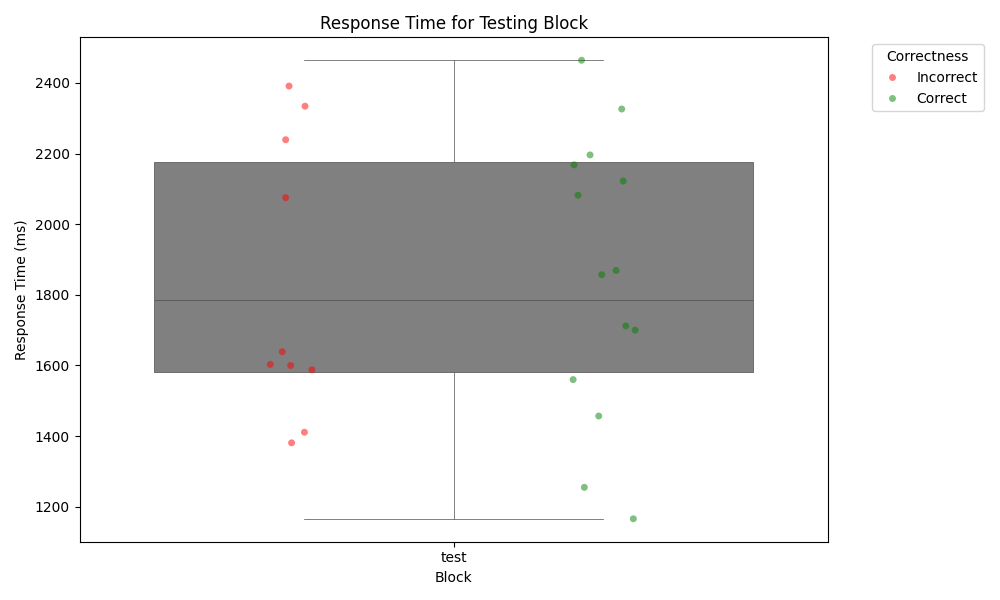 Response Time for Testing Block
Correctness
Incorrect
Correct
Response Time (ms)
2400
2200
2000
1800
1600
1400
1200
test
Block